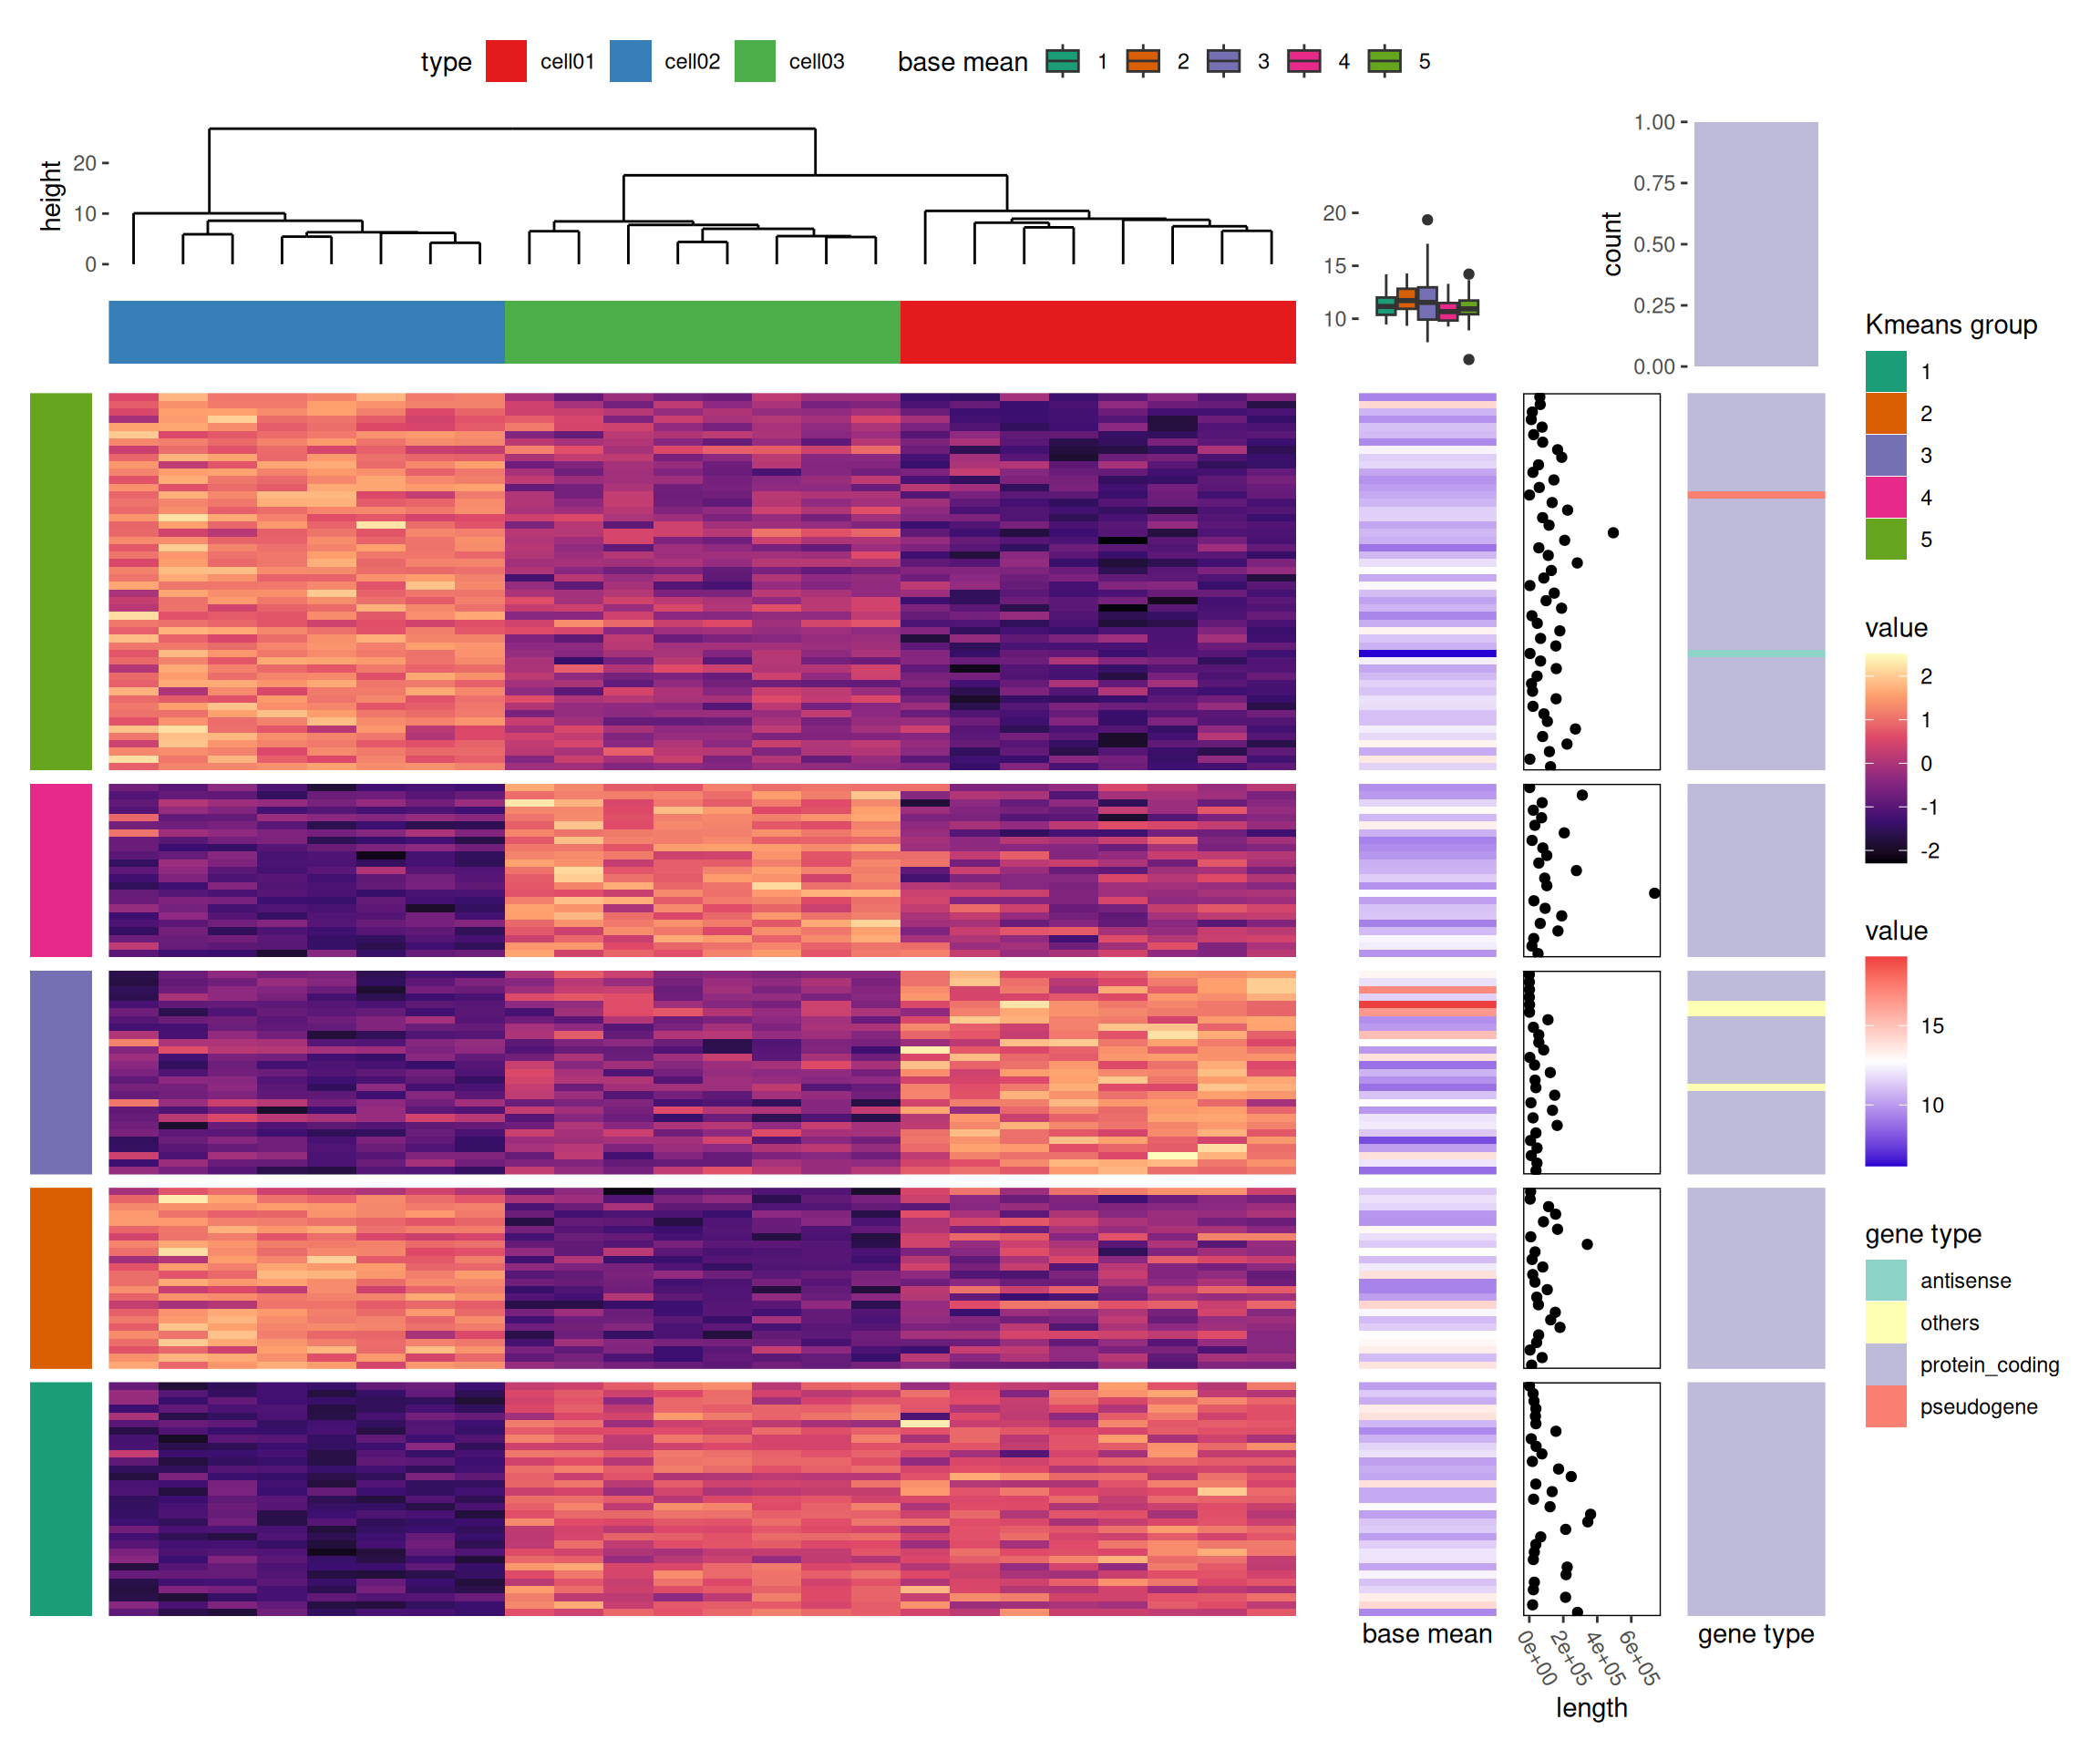 type cell01 cell02 cell03 base mean 1 2 3 4 5
height
20
10
0
20
15
10
count
1.00
0.75
0.50
0.25
0.00
Kmeans group
1
2
3
4
5
value
2
1
0
-1
-2
value
15
10
gene type
antisense
others
protein_coding
pseudogene
base mean
0e+00 2e+05 4e+05 6e+05
length
gene type